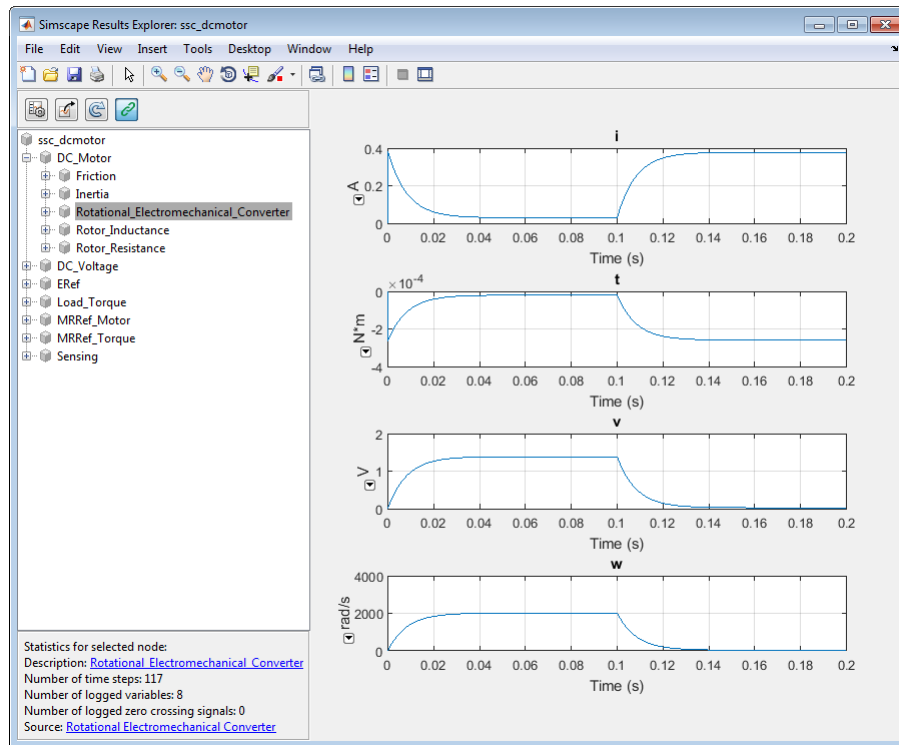 Simscape Results Explorer: ssc_dcmotor
File Edit View Insert Tools Desktop Window Help
ssc_dcmotor
DC_Motor
Friction
Inertia
Rotational_Electromechanical_Converter
Rotor_Inductance
Rotor_Resistance
DC_Voltage
ERef
Load_Torque
MRRef_Motor
MRRef_Torque
Sensing
Statistics for selected node:
Description: Rotational Electromechanical Converter
Number of time steps: 117
Number of logged variables: 8
Number of logged zero crossing signals: 0
Source: Rotational Electromechanical Converter
i
0.4
0.2
0
A
0 0.02 0.04 0.06 0.08 0.1 0.12 0.14 0.16 0.18 0.2
Time (s)
×10⁻⁴
t
0
-2
-4
N*m
0 0.02 0.04 0.06 0.08 0.1 0.12 0.14 0.16 0.18 0.2
Time (s)
v
2
1
0
V
0 0.02 0.04 0.06 0.08 0.1 0.12 0.14 0.16 0.18 0.2
Time (s)
w
4000
2000
0
rad/s
0 0.02 0.04 0.06 0.08 0.1 0.12 0.14 0.16 0.18 0.2
Time (s)